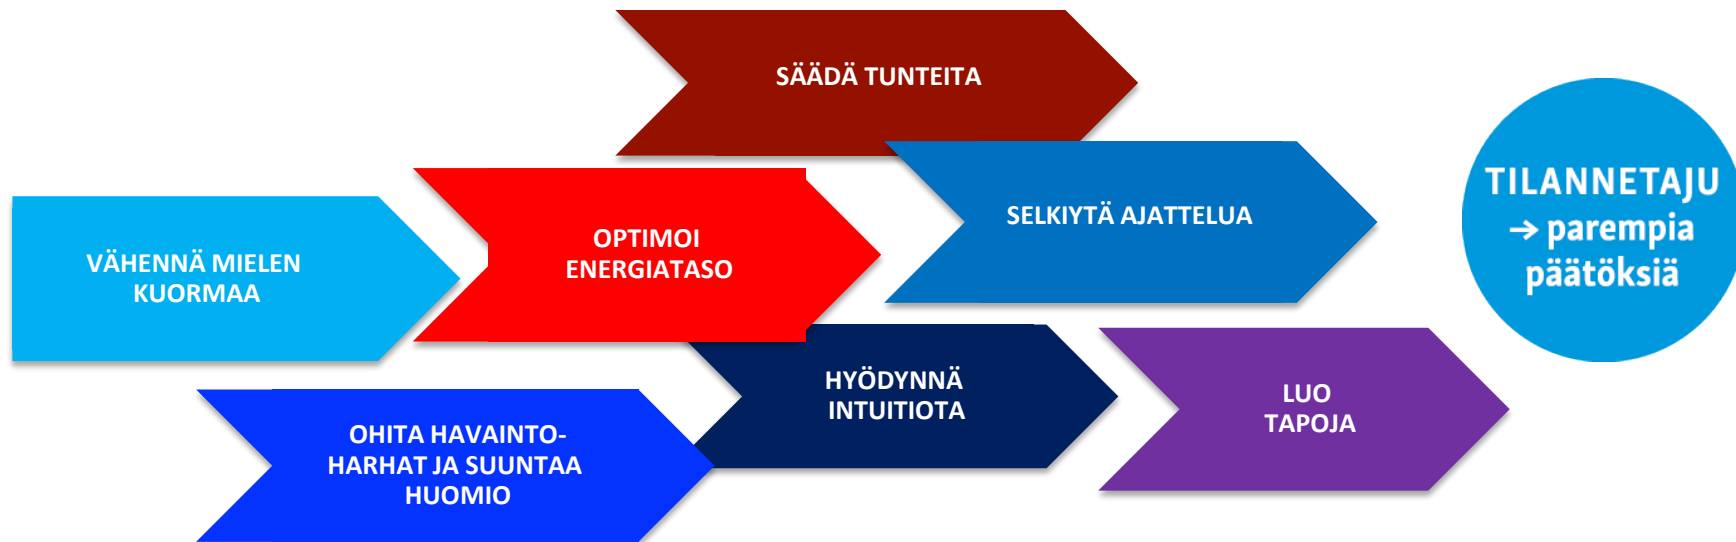 SÄÄDÄ TUNTEITA
VÄHENNÄ MIELEN
KUORMAA
OPTIMOI
ENERGIATASO
SELKIYTÄ AJATTELUA
OHITA HAVAINTO-
HARHAT JA SUUNTAA
HUOMIO
HYÖDYNNÄ
INTUITIOTA
LUO
TAPOJA
TILANNETAJU
→ parempia
päätöksiä